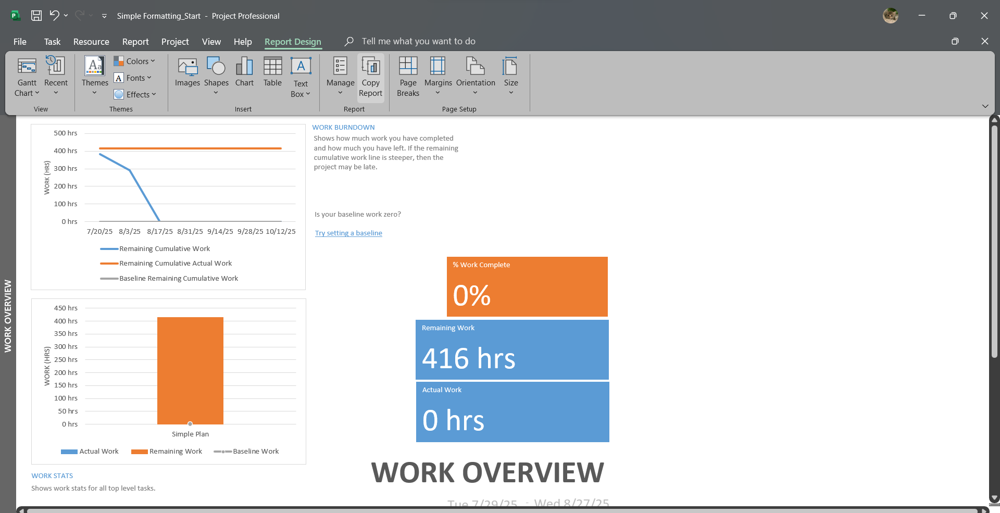 Simple Formatting_Start - Project Professional
File Task Resource Report Project View Help Report Design Tell me what you want to do
Gantt Chart
Recent
View
Themes
Colors
Fonts
Effects
Themes
Images
Shapes
Chart
Table
Text Box
Insert
Manage
Copy Report
Report
Page Breaks
Margins
Orientation
Size
Page Setup
WORK OVERVIEW
500 hrs
400 hrs
300 hrs
200 hrs
100 hrs
0 hrs
WORK (HRS)
7/20/25 8/3/25 8/17/25 8/31/25 9/14/25 9/28/25 10/12/25
Remaining Cumulative Work
Remaining Cumulative Actual Work
Baseline Remaining Cumulative Work
WORK BURNDOWN
Shows how much work you have completed
and how much you have left. If the remaining
cumulative work line is steeper, then the
project may be late.
Is your baseline work zero?
Try setting a baseline
% Work Complete
0%
Remaining Work
416 hrs
Actual Work
0 hrs
450 hrs
400 hrs
350 hrs
300 hrs
250 hrs
200 hrs
150 hrs
100 hrs
50 hrs
0 hrs
WORK (HRS)
Simple Plan
Actual Work Remaining Work Baseline Work
WORK STATS
Shows work stats for all top level tasks.
WORK OVERVIEW
Tue 7/29/25 - Wed 8/27/25